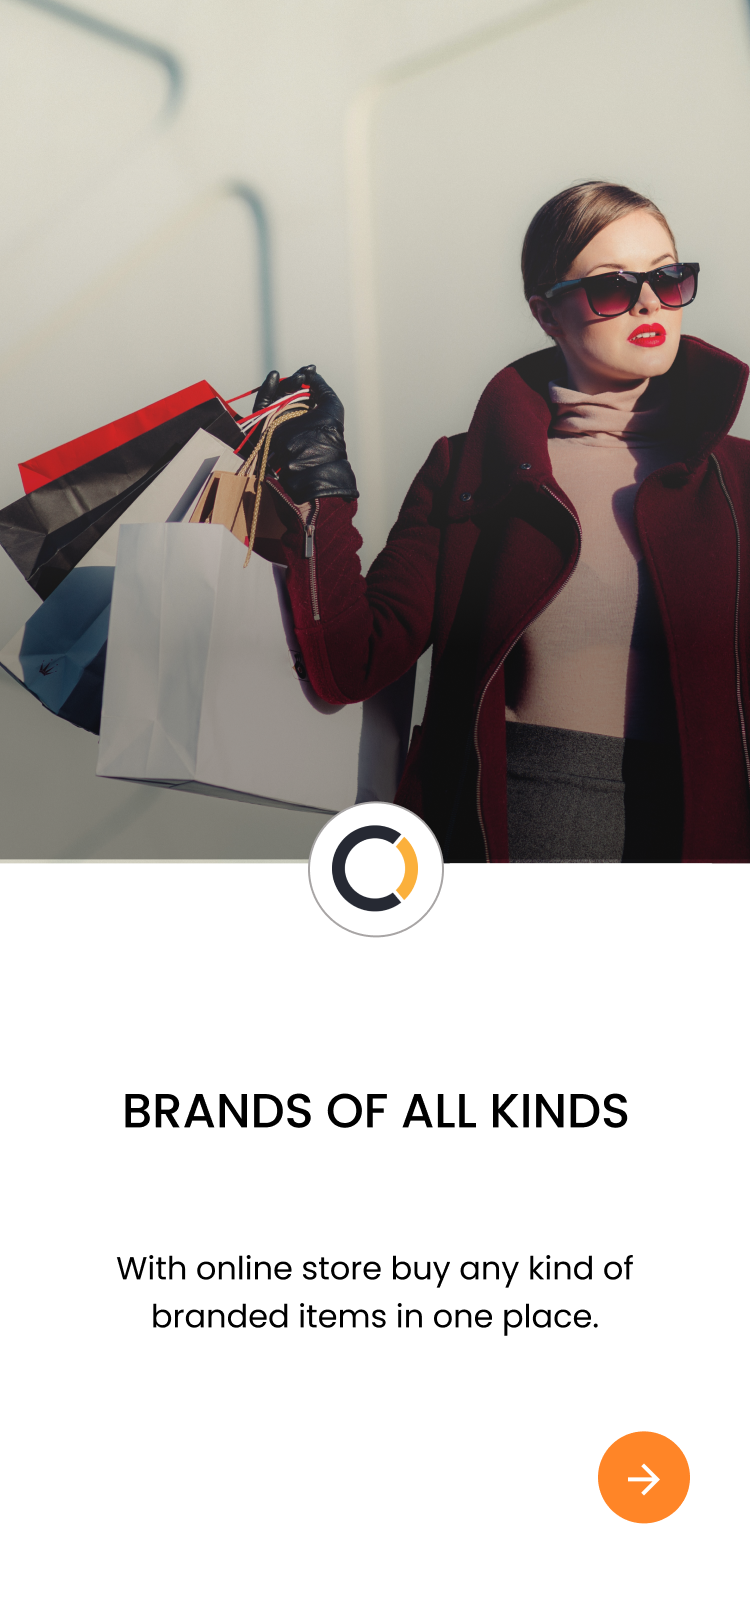 BRANDS OF ALL KINDS
With online store buy any kind of
branded items in one place.